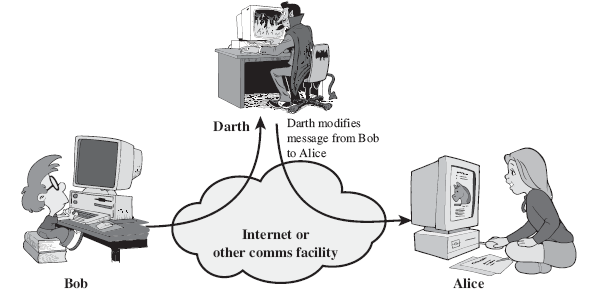 Darth
Darth modifies
message from Bob
to Alice
Internet or
other comms facility
Bob
Alice